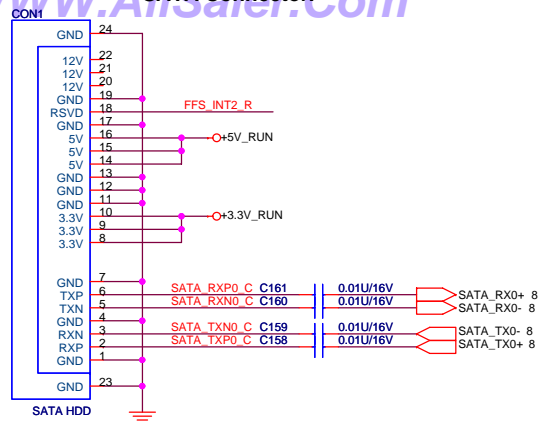 www.AllSaler.Com
CON1
GND 24
12V 22
12V 21
12V 20
GND 19
RSVD 18 FFS_INT2_R
GND 17
5V 16 +5V_RUN
5V 15
5V 14
GND 13
GND 12
GND 11
3.3V 10 +3.3V_RUN
3.3V 9
3.3V 8
GND 7
TXP 6 SATA_RXP0_C C161 0.01U/16V SATA_RX0+ 8
TXN 5 SATA_RXN0_C C160 0.01U/16V SATA_RX0- 8
GND 4
RXN 3 SATA_TXN0_C C159 0.01U/16V SATA_TX0- 8
RXP 2 SATA_TXP0_C C158 0.01U/16V SATA_TX0+ 8
GND 1
GND 23
SATA HDD